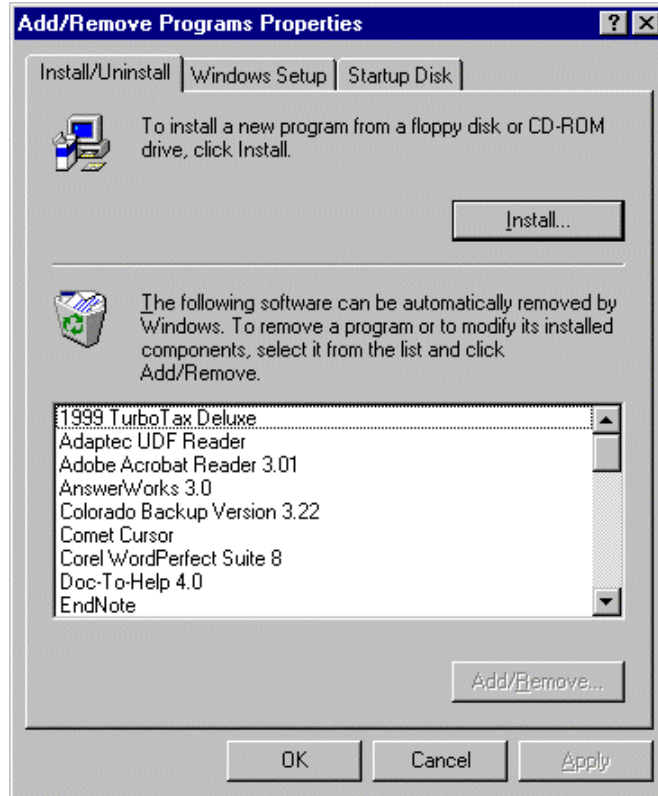 Add/Remove Programs Properties
Install/Uninstall
Windows Setup
Startup Disk
To install a new program from a floppy disk or CD-ROM
drive, click Install.
Install...
The following software can be automatically removed by
Windows. To remove a program or to modify its installed
components, select it from the list and click
Add/Remove.
1999 TurboTax Deluxe
Adaptec UDF Reader
Adobe Acrobat Reader 3.01
AnswerWorks 3.0
Colorado Backup Version 3.22
Comet Cursor
Corel WordPerfect Suite 8
Doc-To-Help 4.0
EndNote
Add/Remove...
OK
Cancel
Apply